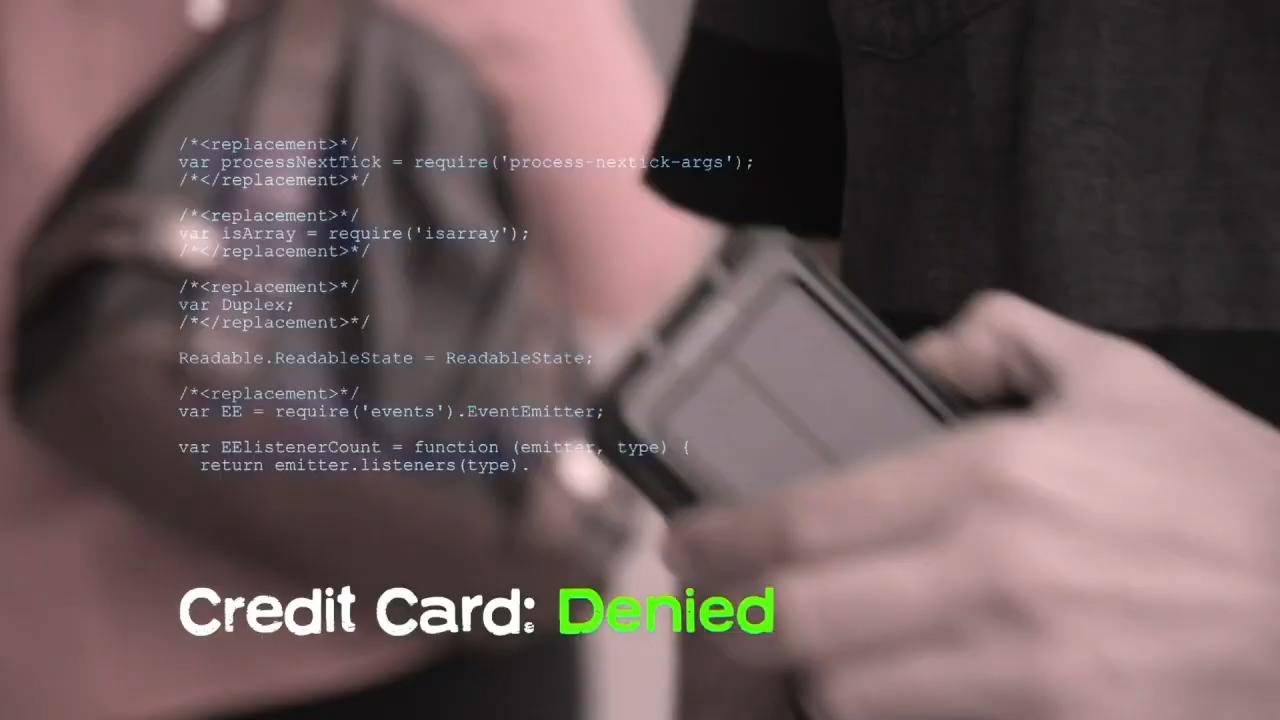 /*<replacement>*/
var processNextTick = require('process-nextick-args');
/*</replacement>*/
/*<replacement>*/
var isArray = require('isarray');
/*</replacement>*/
/*<replacement>*/
var Duplex;
/*</replacement>*/
Readable.ReadableState = ReadableState;
/*<replacement>*/
var EE = require('events').EventEmitter;
var EElistenerCount = function (emitter, type) {
return emitter.listeners(type).
Credit Card: Denied